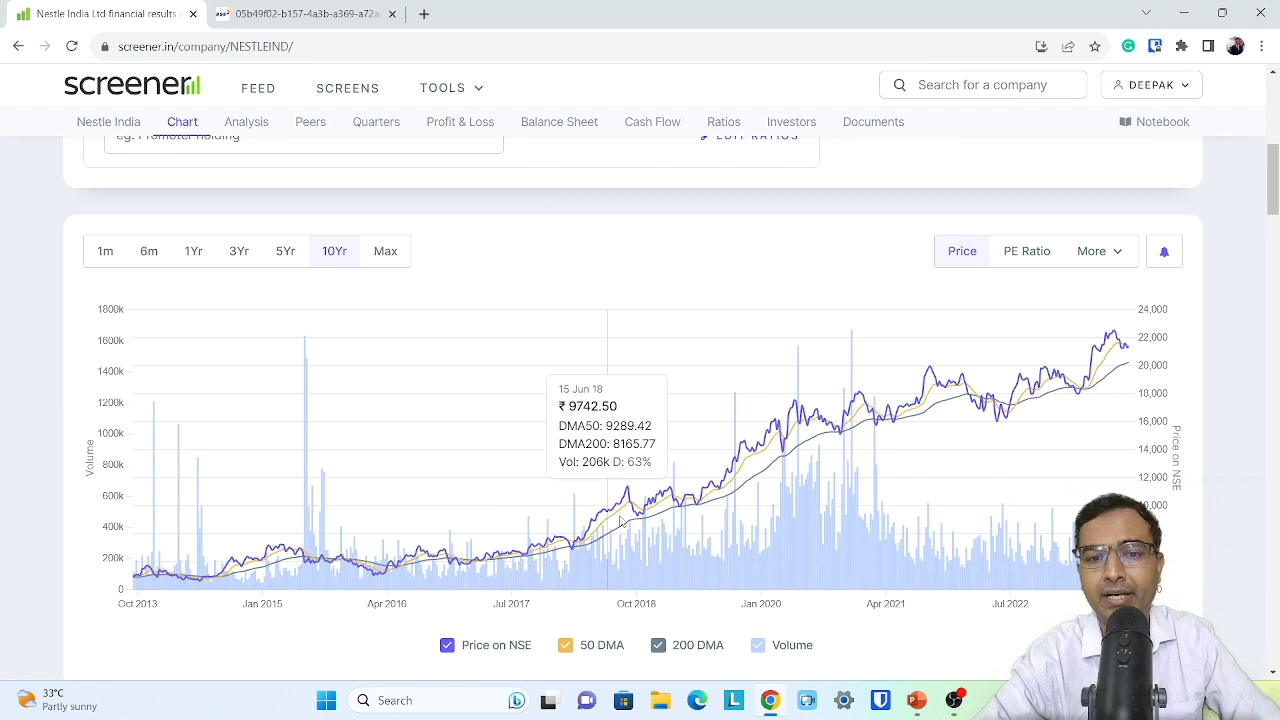 Nestle India Ltd financial results
05b49f02-b157-4a3b-a369-a72a
screener.in/company/NESTLEIND/
screener
FEED
SCREENS
TOOLS
Search for a company
DEEPAK
Nestle India
Chart
Analysis
Peers
Quarters
Profit & Loss
Balance Sheet
Cash Flow
Ratios
Investors
Documents
Notebook
eg. Promoter holding
EDIT RATIOS
1m 6m 1Yr 3Yr 5Yr 10Yr Max
Price PE Ratio More
1800k
1600k
1400k
1200k
1000k
800k
600k
400k
200k
0
Volume
24,000
22,000
20,000
18,000
16,000
14,000
12,000
10,000
Price on NSE
15 Jun 18
₹ 9742.50
DMA50: 9289.42
DMA200: 8165.77
Vol: 206k D: 63%
Oct 2013 Jan 2015 Apr 2016 Jul 2017 Oct 2018 Jan 2020 Apr 2021 Jul 2022
Price on NSE 50 DMA 200 DMA Volume
33°C
Partly sunny
Search